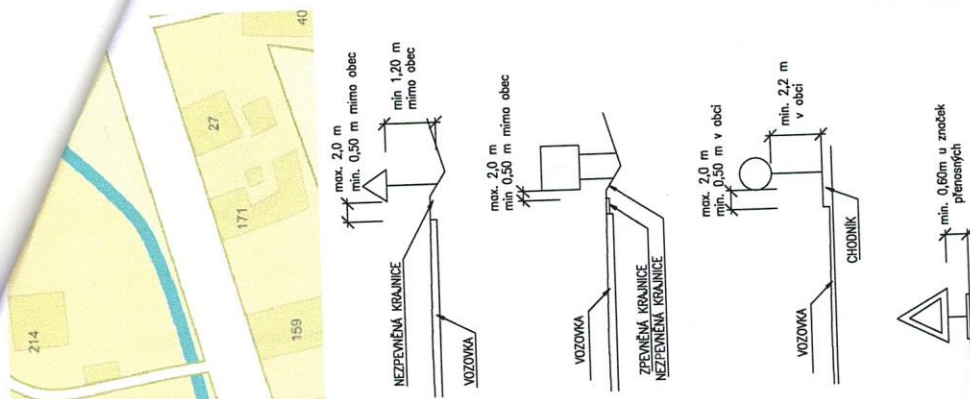 40
27
171
159
214
max. 2,0 m
min. 0,50 m mimo obec
min 1,20 m
mimo obec
NEZPEVNĚNÁ KRAJNICE
VOZOVKA
max. 2,0 m
min 0,50 m mimo obec
VOZOVKA
ZPEVNĚNÁ KRAJNICE
NEZPEVNĚNÁ KRAJNICE
max. 2,0 m
min. 0,50 m v obci
min. 2,2 m
v obci
VOZOVKA
CHODNÍK
min. 0,60m u značek
přenosných